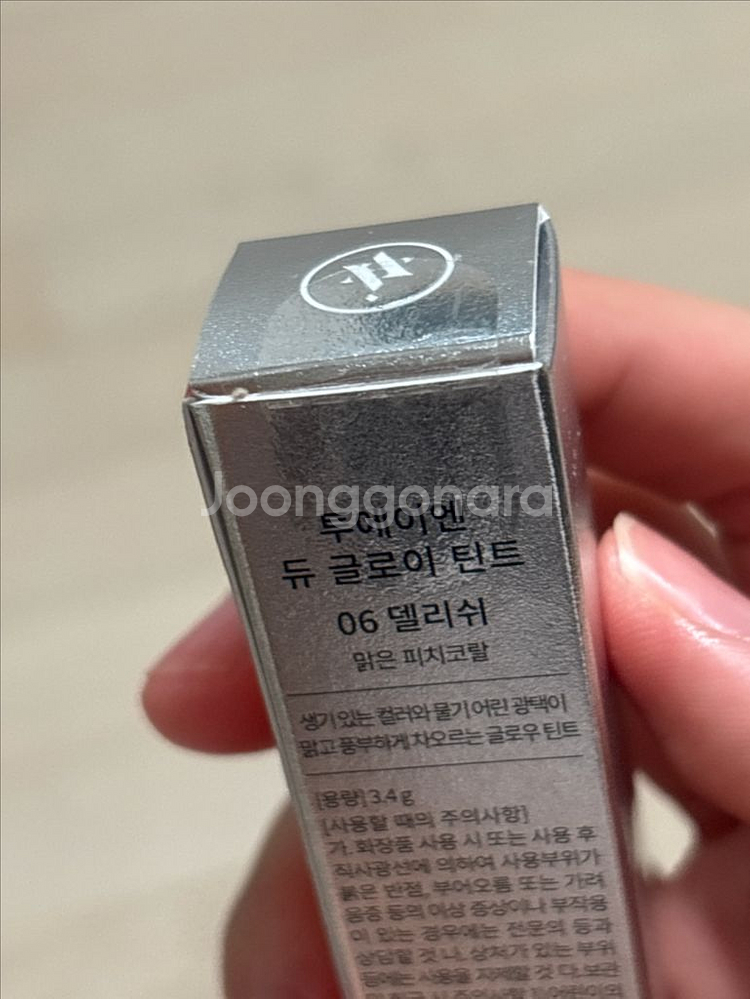 Joonggonara
투에이엔
듀 글로이 틴트
06 델리쉬
맑은 피치코랄
생기 있는 컬러와 물기 어린 광택이
맑고 풍부하게 차오르는 글로우 틴트
[용량] 3.4 g
[사용할 때의 주의사항]
가. 화장품 사용 시 또는 사용 후
직사광선에 의하여 사용부위가
붉은 반점, 부어오름 또는 가려
움증 등의 이상 증상이나 부작용
이 있는 경우에는 전문의 등과
상담할 것 나. 상처가 있는 부위
등에는 사용을 자제할 것 다. 보관